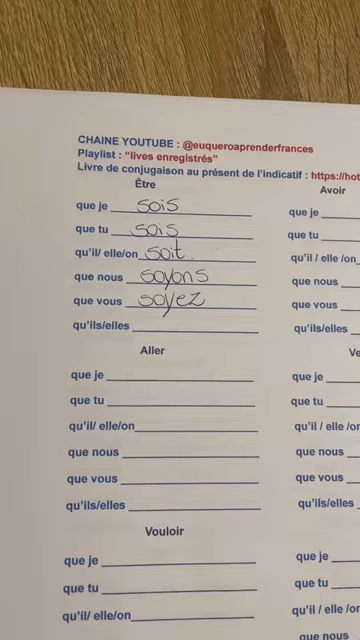 CHAINE YOUTUBE : @euqueroaprenderfrances
Playlist : "lives enregistrés"
Livre de conjugaison au présent de l'indicatif : https://hot
Être
Avoir
que je sois
que je
que tu sois
que tu
qu'il/ elle/on soit
qu'il / elle /on
que nous soyons
que nous
que vous soyez
que vous
qu'ils/elles
qu'ils/elles
Aller
Ve
que je
que je
que tu
que tu
qu'il/ elle/on
qu'il / elle /on
que nous
que nous
que vous
que vous
qu'ils/elles
qu'ils/elles
Vouloir
que je
que je
que tu
que tu
qu'il/ elle/on
qu'il / elle /on
que nous